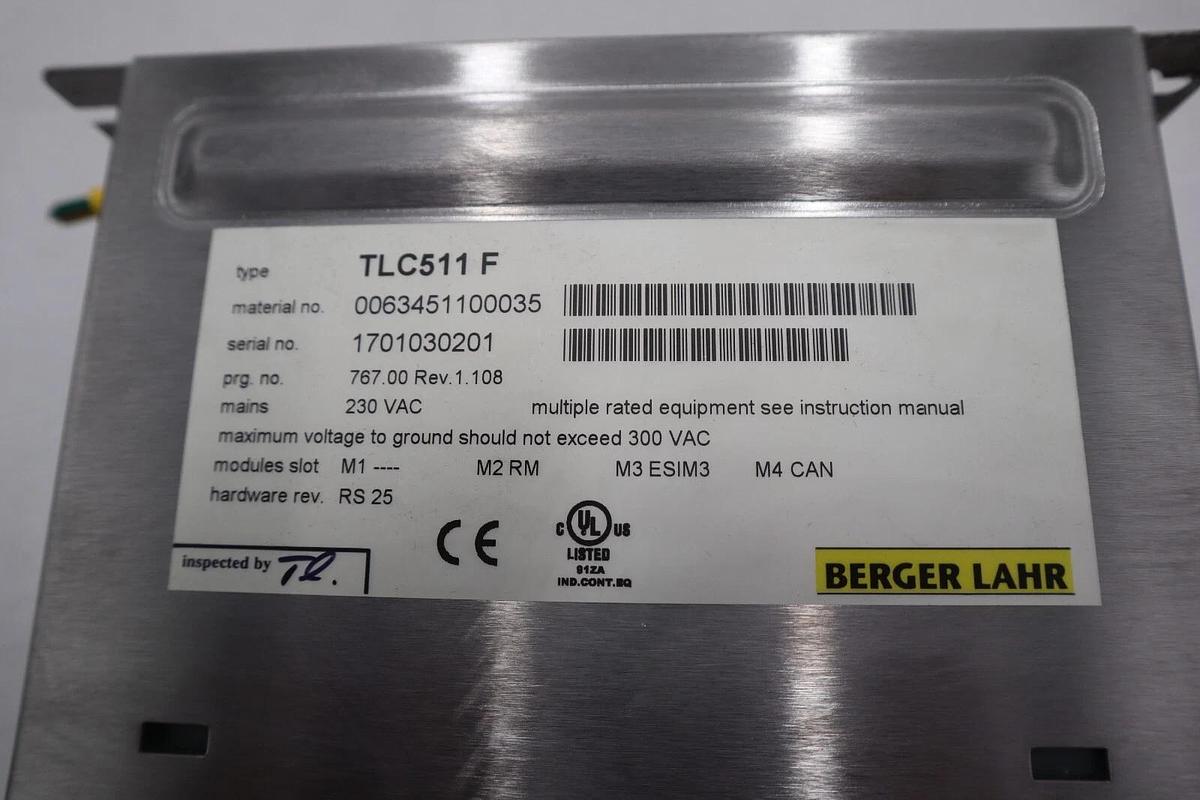 type TLC511 F
material no. 0063451100035
serial no. 1701030201
prg. no. 767.00 Rev.1.108
mains 230 VAC multiple rated equipment see instruction manual
maximum voltage to ground should not exceed 300 VAC
modules slot M1 ---- M2 RM M3 ESIM3 M4 CAN
hardware rev. RS 25
CE
C UL US
LISTED
91ZA
IND.CONT.EQ
inspected by
BERGER LAHR